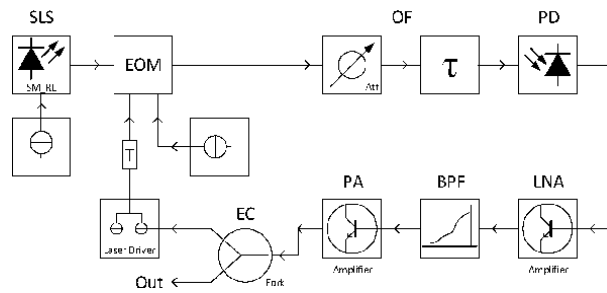 SLS
OF
PD
EOM
τ
SM_RL
Att
T
PA
BPF
LNA
EC
Laser Driver
Amplifier
Amplifier
Out
Fork